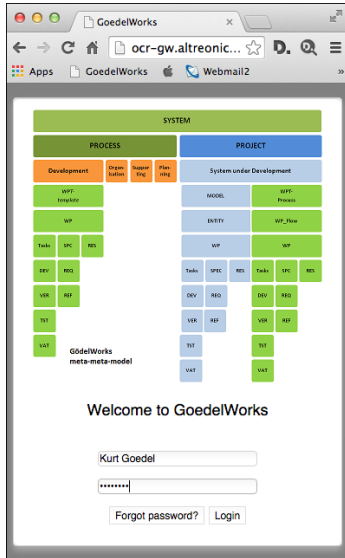 GoedelWorks
ocr-gw.altreonic...
Apps GoedelWorks Webmail2 »
SYSTEM
PROCESS PROJECT
Development Organ-isation Suppor-ting Plan-ning System under Development
WPT-template MODEL WPT-Process
WP ENTITY WP_Flow
Tasks SPC RES WP WP
DEV REQ Tasks SPEC RES Tasks SPC RES
VER REF DEV REQ DEV REQ
TST VER REF VER REF
VAT TST TST
GödelWorks
meta-meta-model
VAT VAT
Welcome to GoedelWorks
Kurt Goedel
••••••••
Forgot password? Login